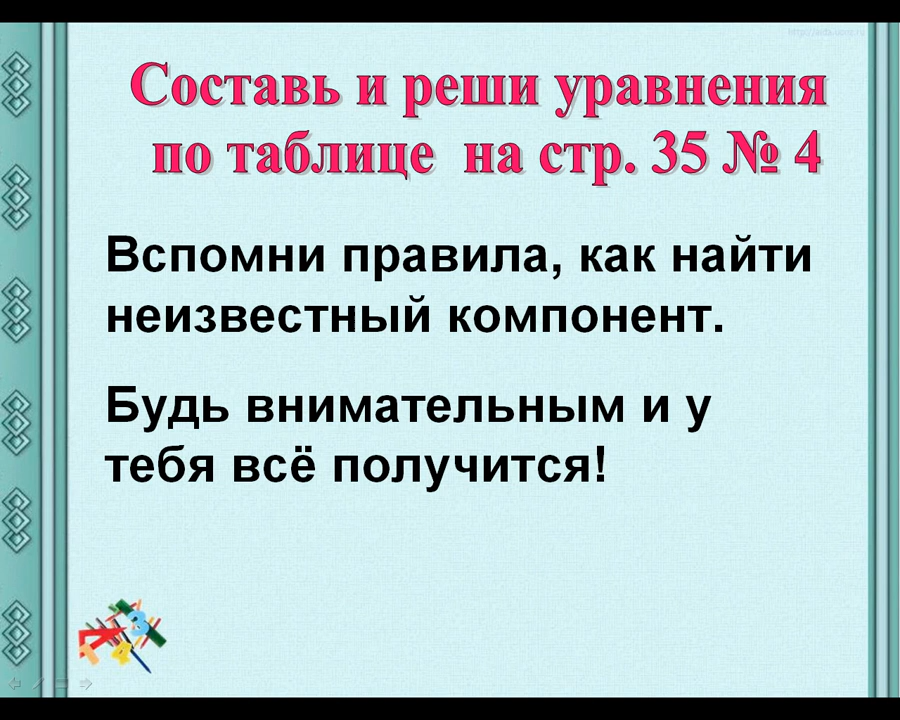 Составь и реши уравнения
по таблице на стр. 35 № 4
Вспомни правила, как найти
неизвестный компонент.
Будь внимательным и у
тебя всё получится!